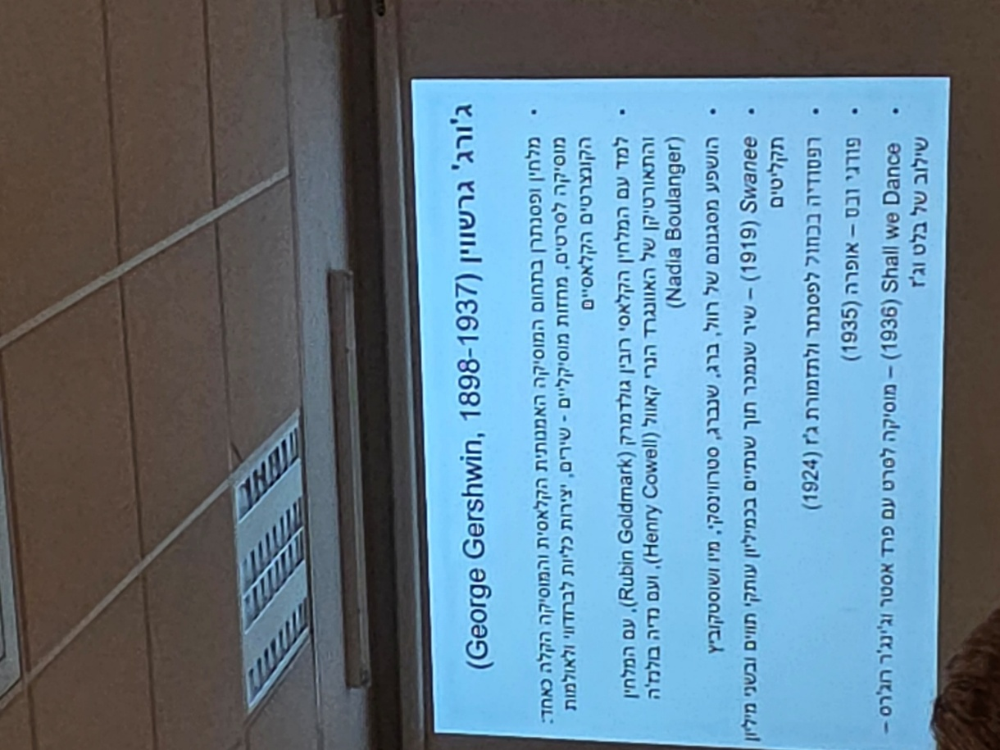 ג'ורג' גרשווין (George Gershwin, 1898-1937)
• מלחין ופסנתרן בתחום המוסיקה האמנותית הקלאסית והמוסיקה הקלה כאחד:
מוסיקה לסרטים, מחזות מוסיקליים - שירים, יצירות כליות לברודווי ולאולמות
הקונצרטים הקלאסיים
• למד עם המלחין הקלאסי רובין גולדמרק (Rubin Goldmark), עם המלחין
והתאורטיקן של האוונגרד הנרי קאוול (Henry Cowell), ועם נדיה בולנז'ה
(Nadia Boulanger)
• הושפע מסגנונם של רוול, ברג, שנברג, סטרווינסקי, מיו ושוסטקוביץ
• Swanee (1919) – שיר שנמכר תוך שנתיים בכמיליון עותקי תווים ובשני מיליון
תקליטים
• רפסודיה בכחול לפסנתר ולתזמורת ג'ז (1924)
• פורגי ובס – אופרה (1935)
• Shall we Dance (1936) – מוסיקה לסרט עם פרד אסטר וג'ינג'ר רוג'רס –
שילוב של בלט וג'ז